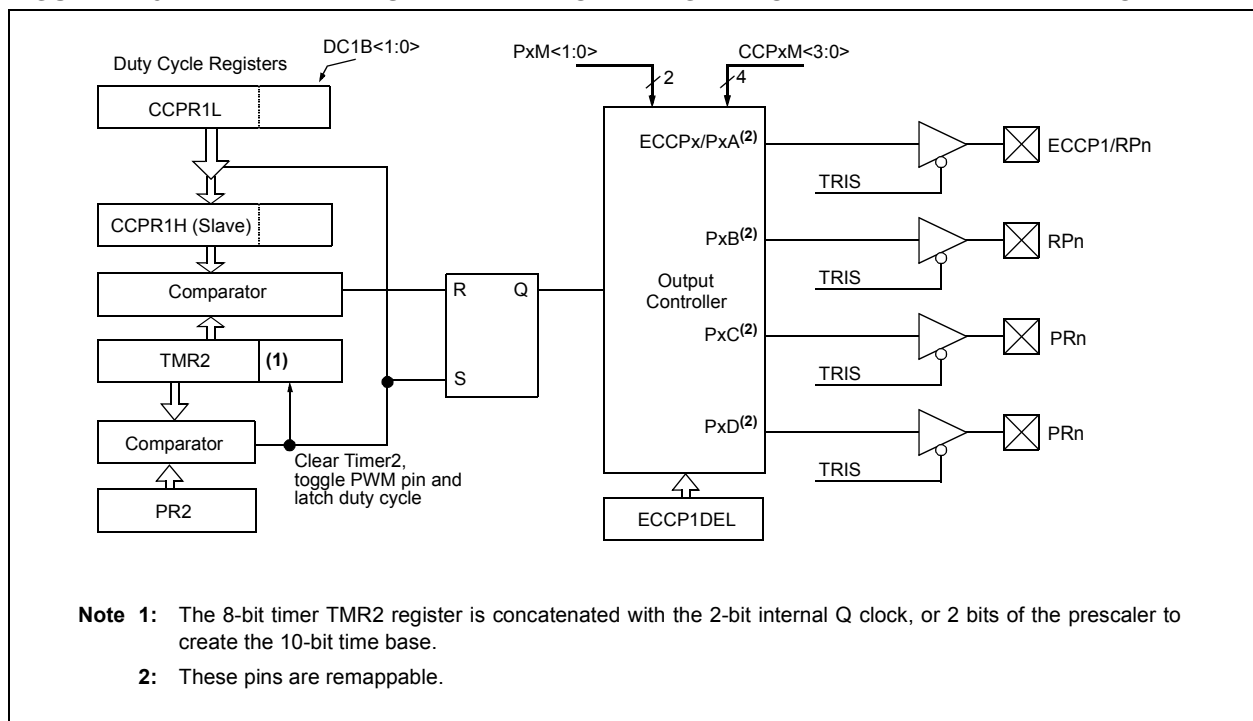 DC1B<1:0>
Duty Cycle Registers
CCPR1L
CCPR1H (Slave)
Comparator
TMR2 (1)
Comparator
PR2
Clear Timer2,
toggle PWM pin and
latch duty cycle
R Q
S
PxM<1:0>
2
CCPxM<3:0>
4
ECCPx/PxA(2)
PxB(2)
Output
Controller
PxC(2)
PxD(2)
ECCP1DEL
TRIS
ECCP1/RPn
TRIS
RPn
TRIS
PRn
TRIS
PRn
Note 1: The 8-bit timer TMR2 register is concatenated with the 2-bit internal Q clock, or 2 bits of the prescaler to
create the 10-bit time base.
2: These pins are remappable.